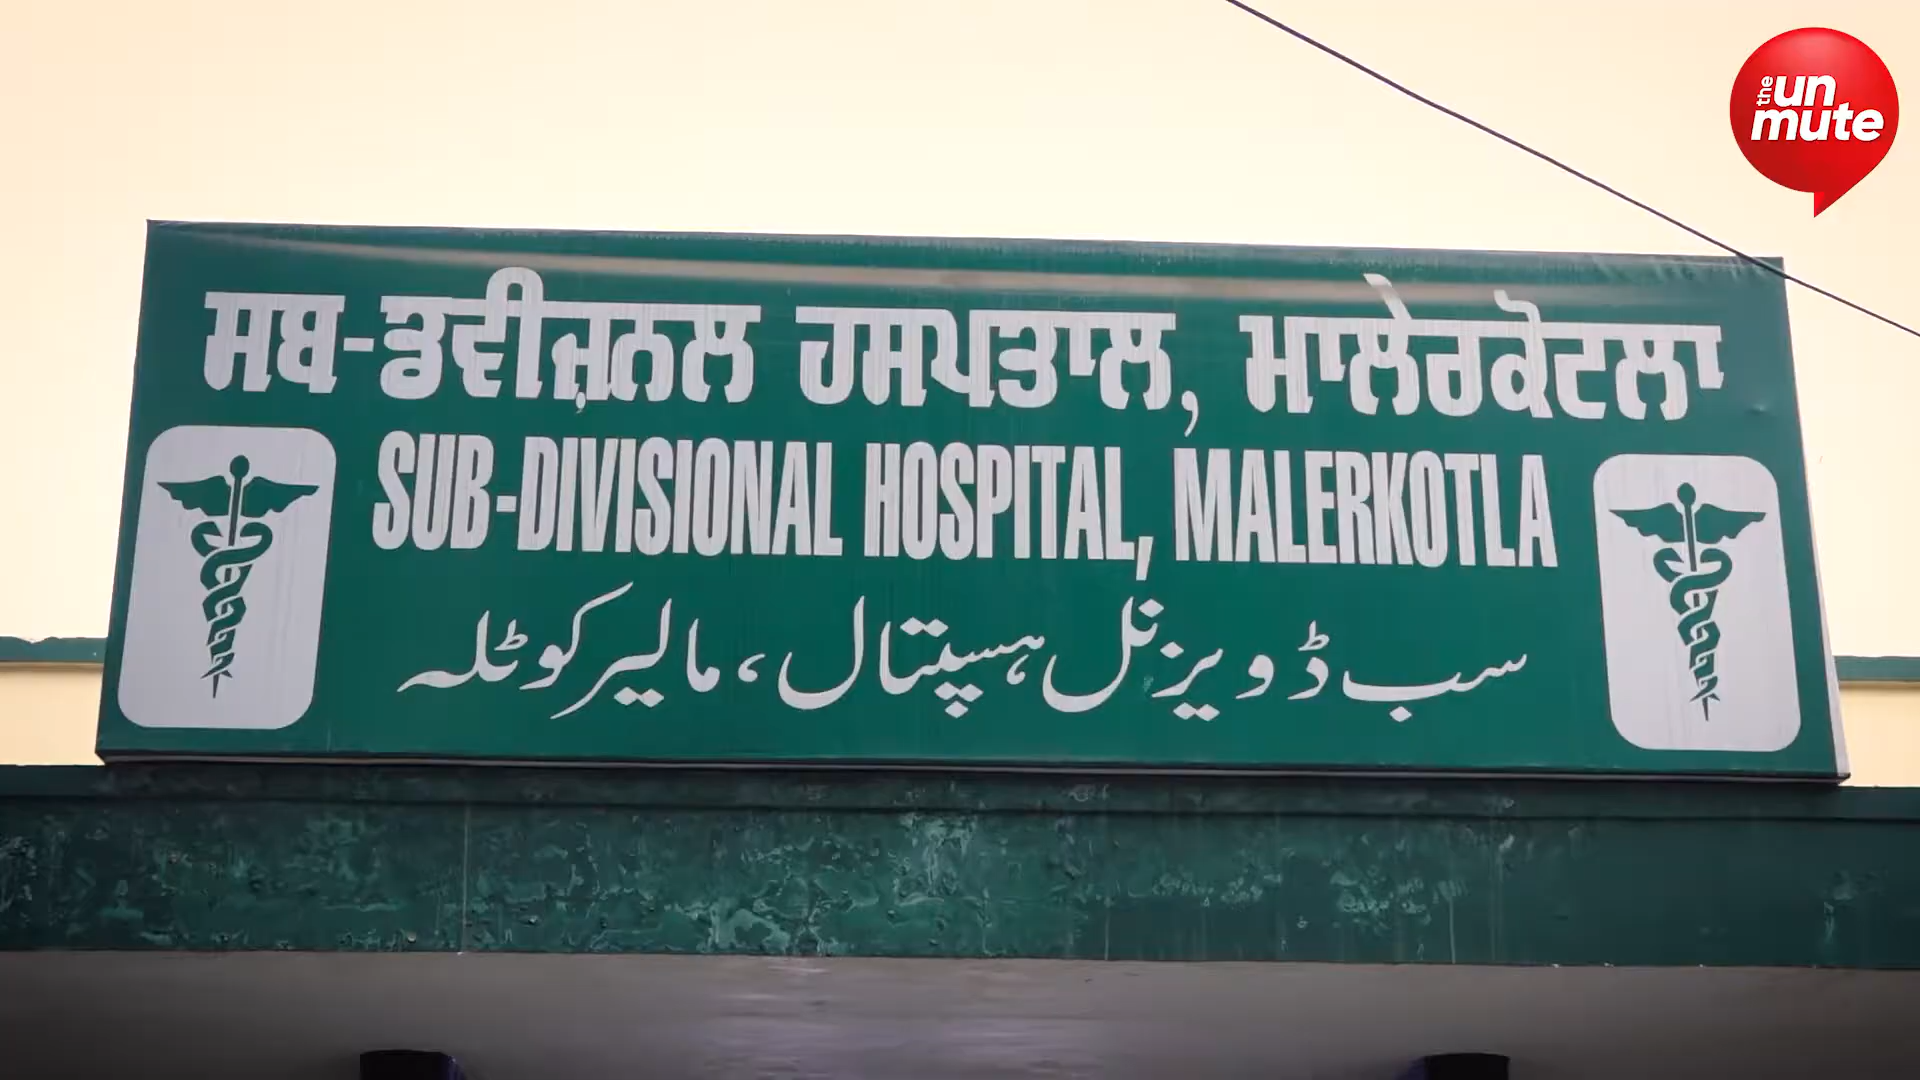 the un
mute
ਸਬ-ਡਵੀਜ਼ਨਲ ਹਸਪਤਾਲ, ਮਾਲੇਰਕੋਟਲਾ
SUB-DIVISIONAL HOSPITAL, MALERKOTLA
سب ڈویزنل ہسپتال، مالیرکوٹلہ